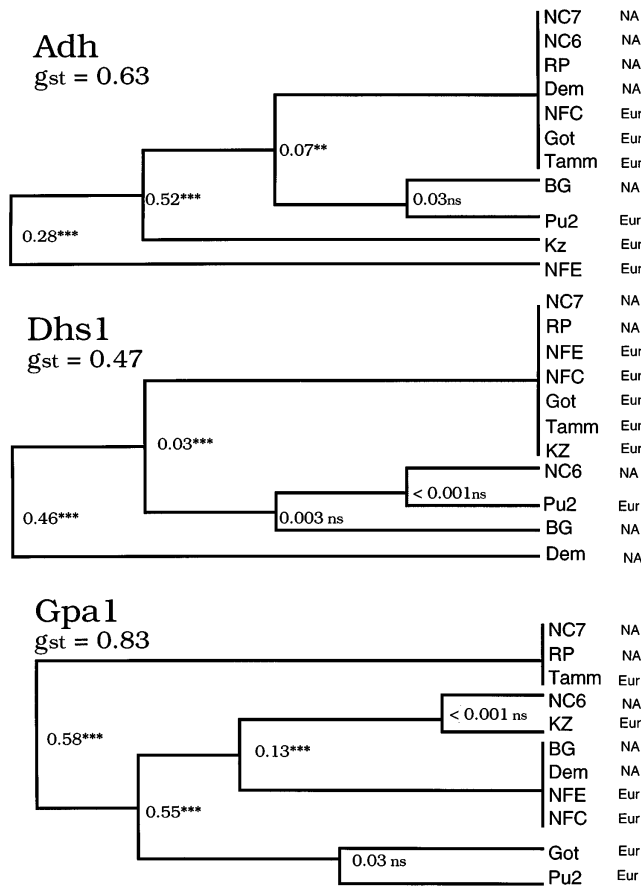 Adh
gst = 0.63
NC7 NA
NC6 NA
RP NA
Dem NA
NFC Eur
Got Eur
Tamm Eur
0.07**
BG NA
0.03ns
0.52***
Pu2 Eur
Kz Eur
0.28***
NFE Eur
Dhs1
gst = 0.47
NC7 NA
RP NA
NFE Eur
NFC Eur
Got Eur
Tamm Eur
0.03***
KZ Eur
NC6 NA
< 0.001ns
Pu2 Eur
0.46***
0.003 ns
BG NA
Dem NA
Gpa1
gst = 0.83
NC7 NA
RP NA
Tamm Eur
NC6 NA
< 0.001 ns
KZ Eur
0.58***
0.13***
BG NA
Dem NA
NFE Eur
0.55***
NFC Eur
Got Eur
0.03 ns
Pu2 Eur